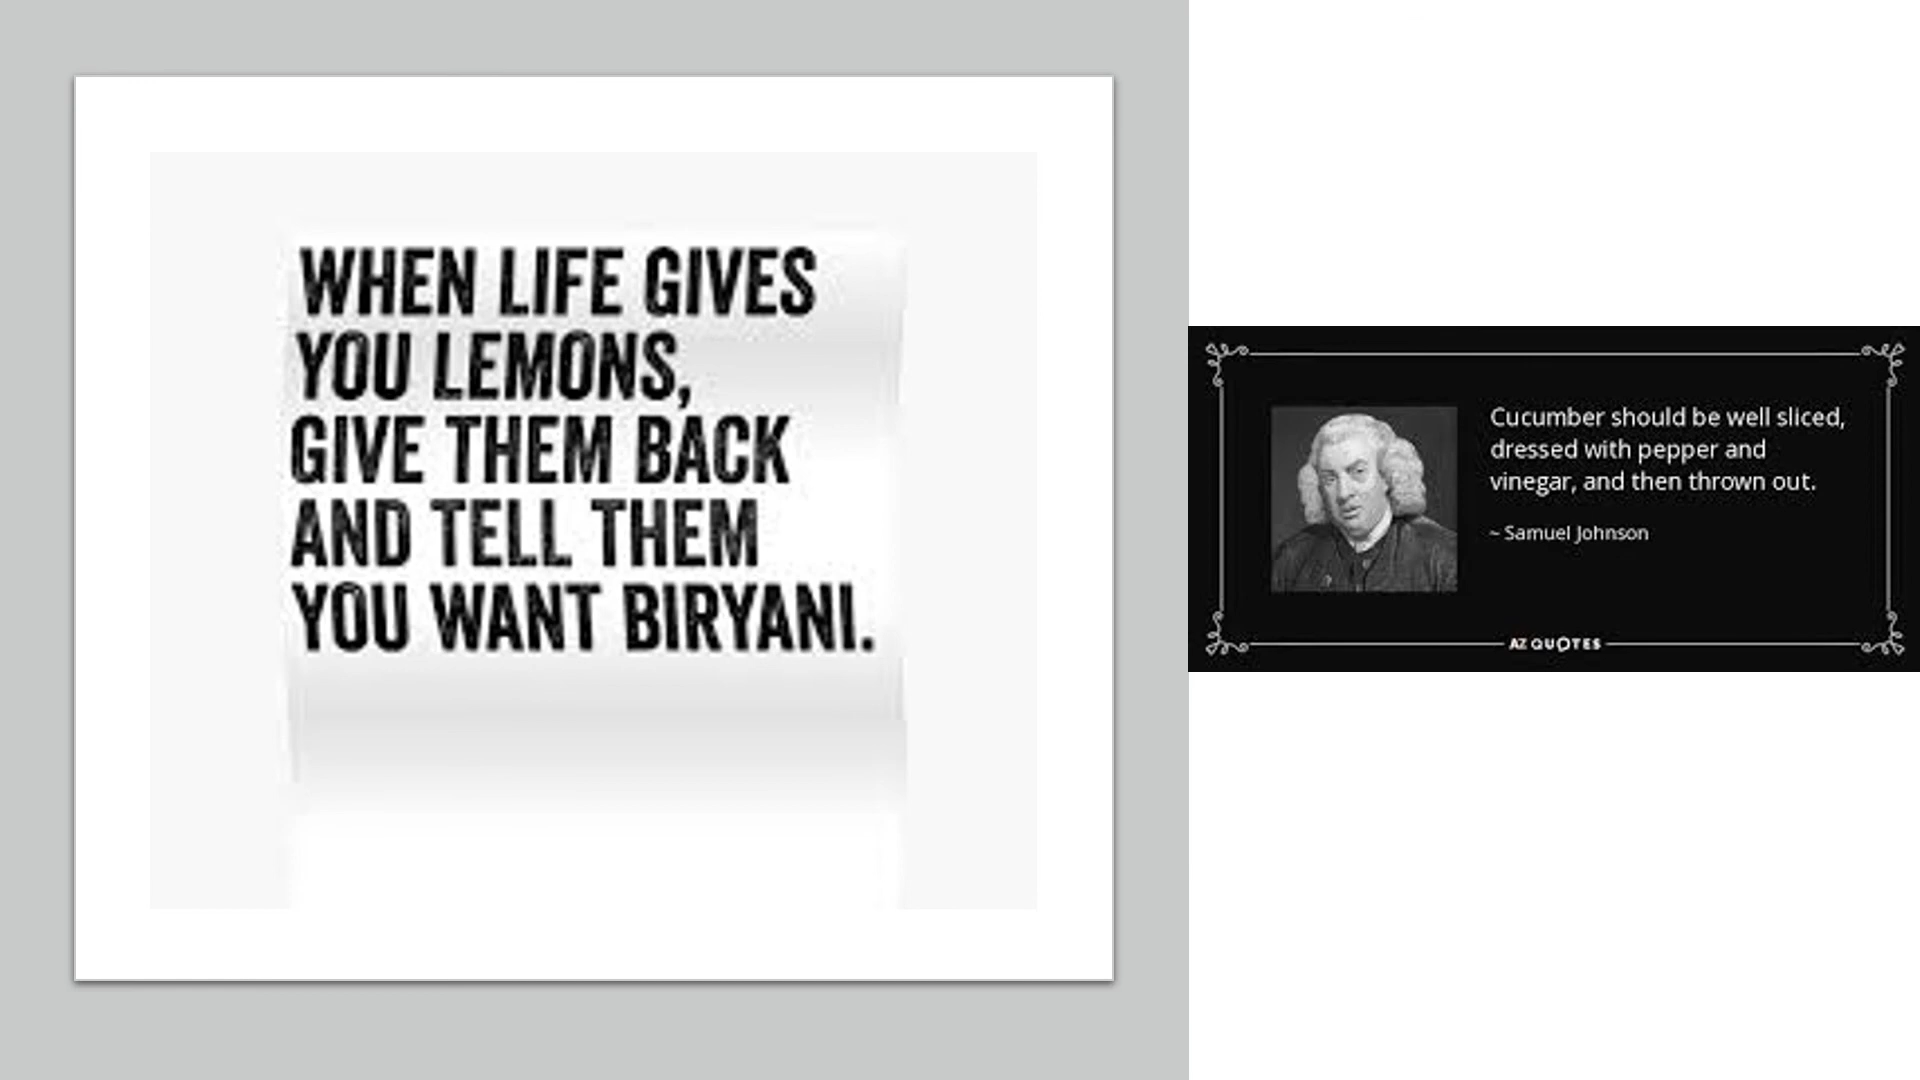 WHEN LIFE GIVES
YOU LEMONS,
GIVE THEM BACK
AND TELL THEM
YOU WANT BIRYANI.
Cucumber should be well sliced,
dressed with pepper and
vinegar, and then thrown out.
~ Samuel Johnson
AZ QUOTES